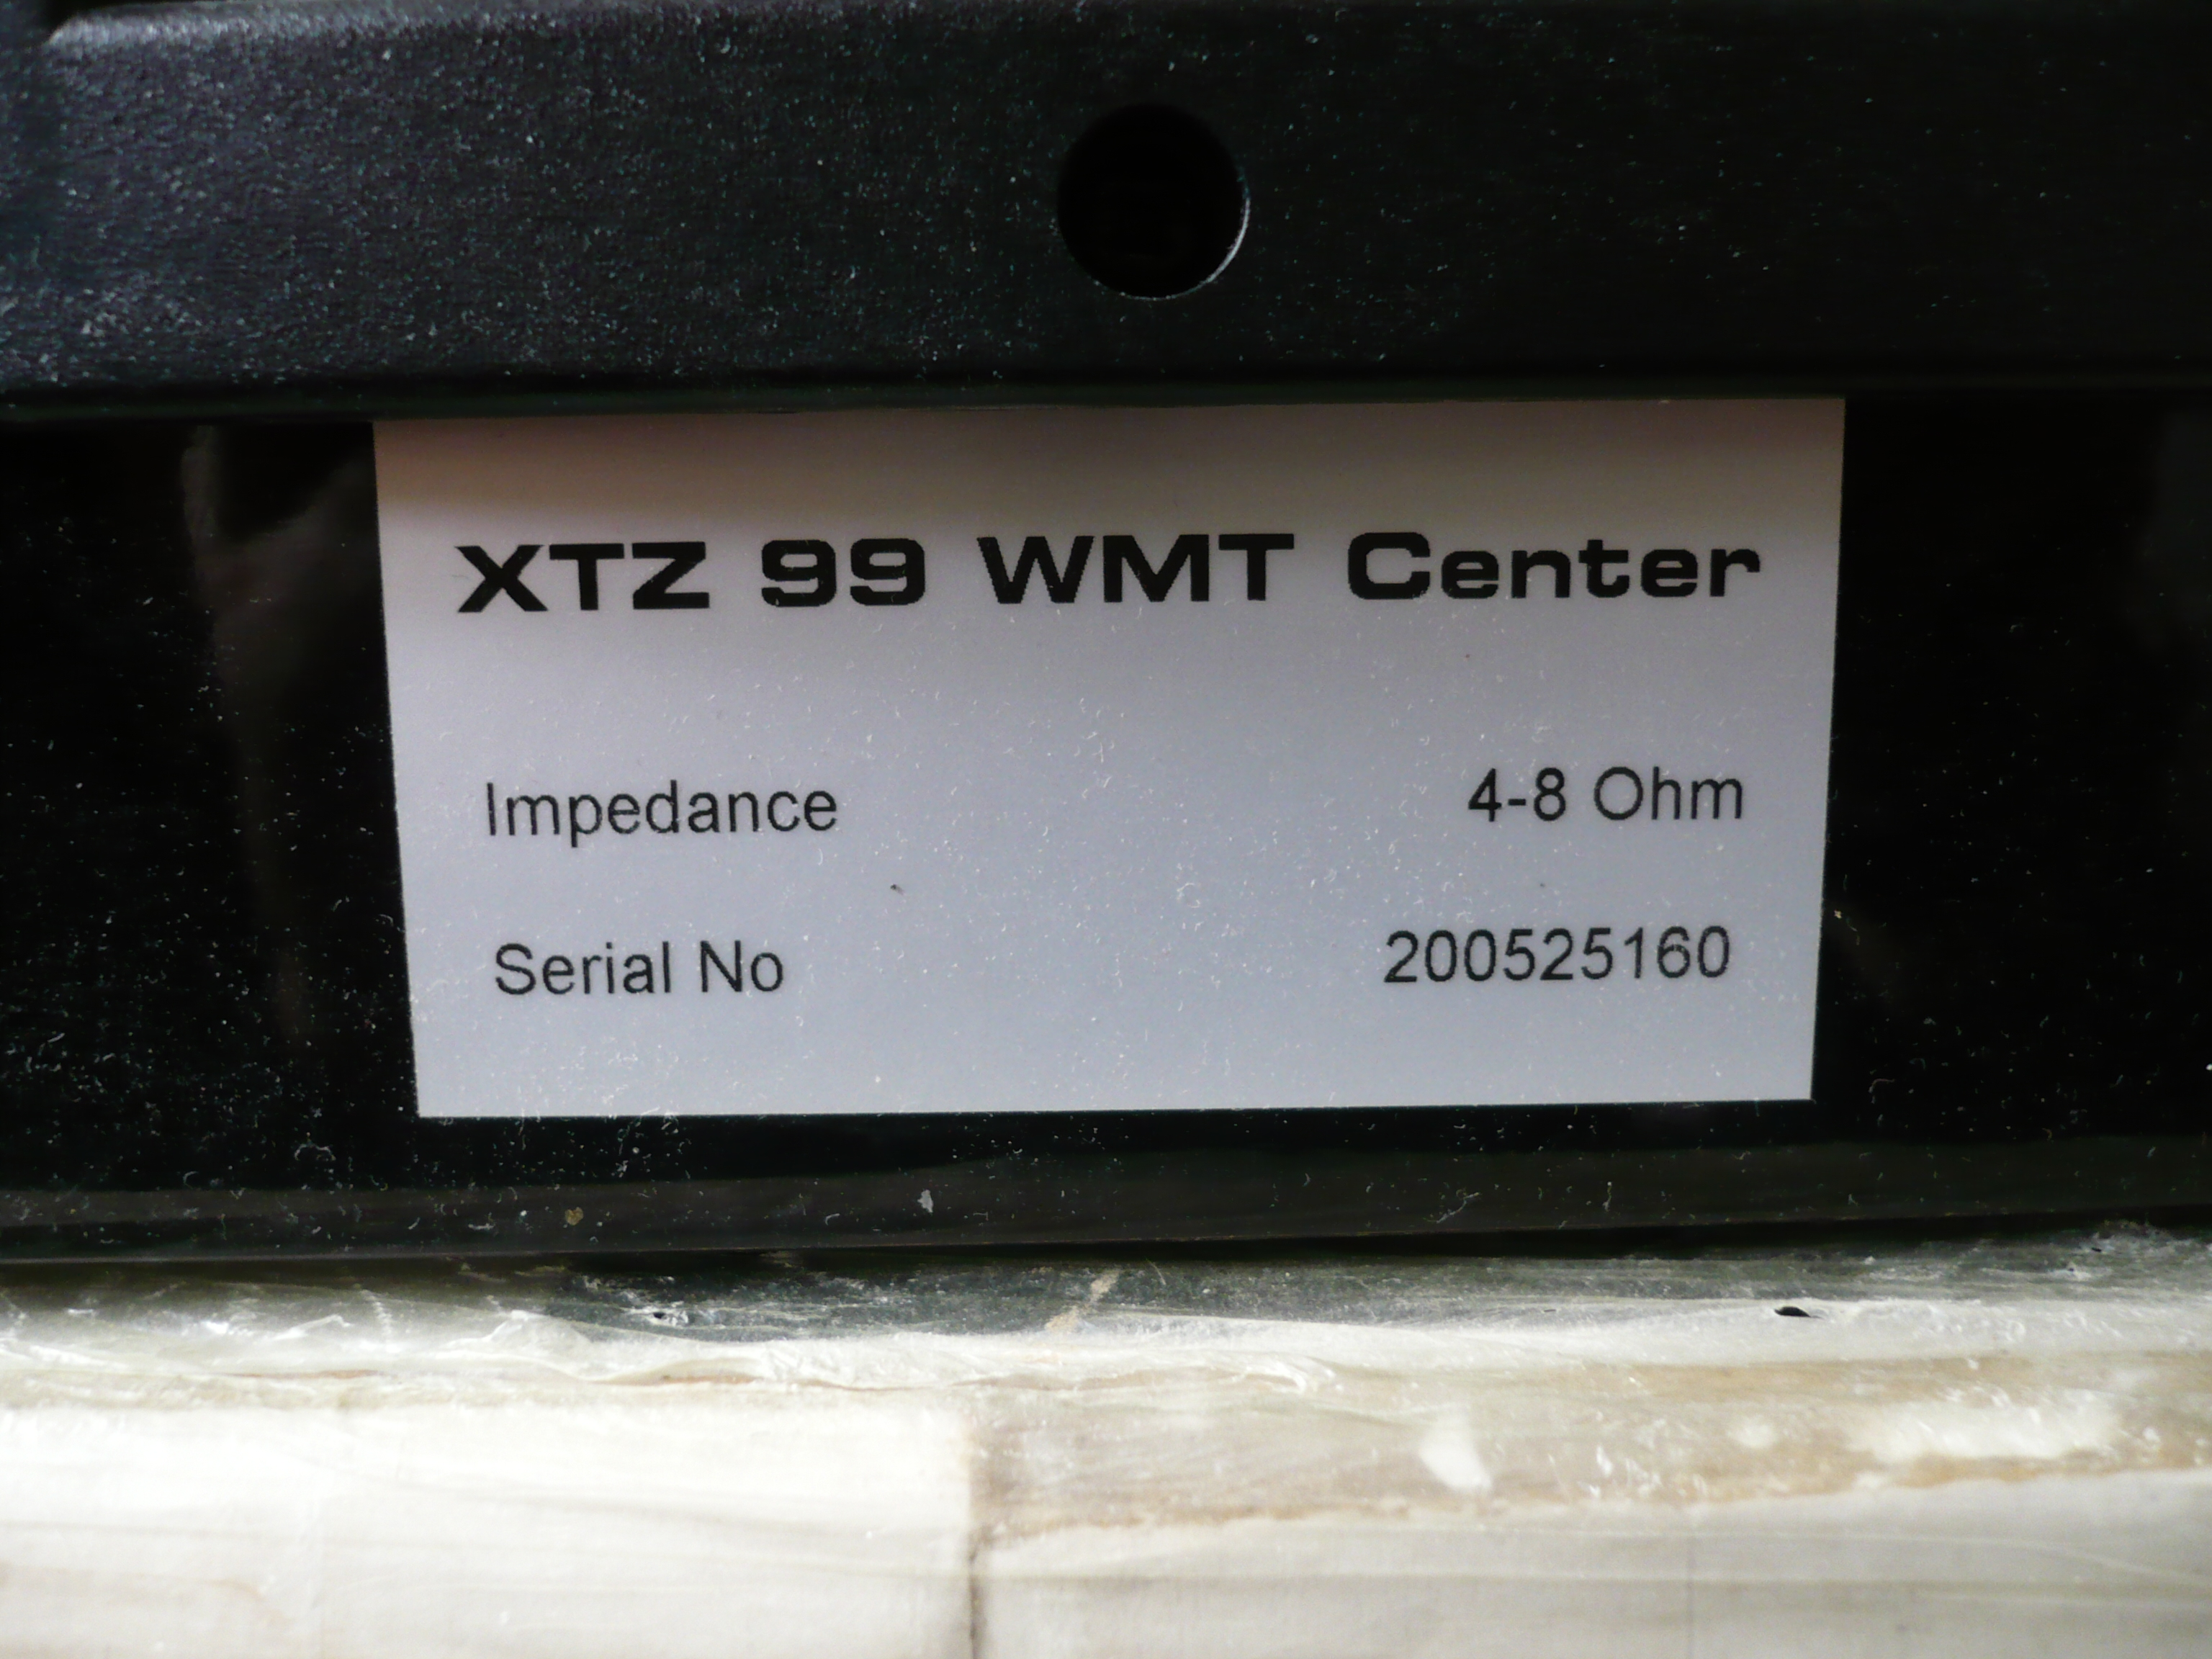 XTZ 99 WMT Center
Impedance 4-8 Ohm
Serial No 200525160